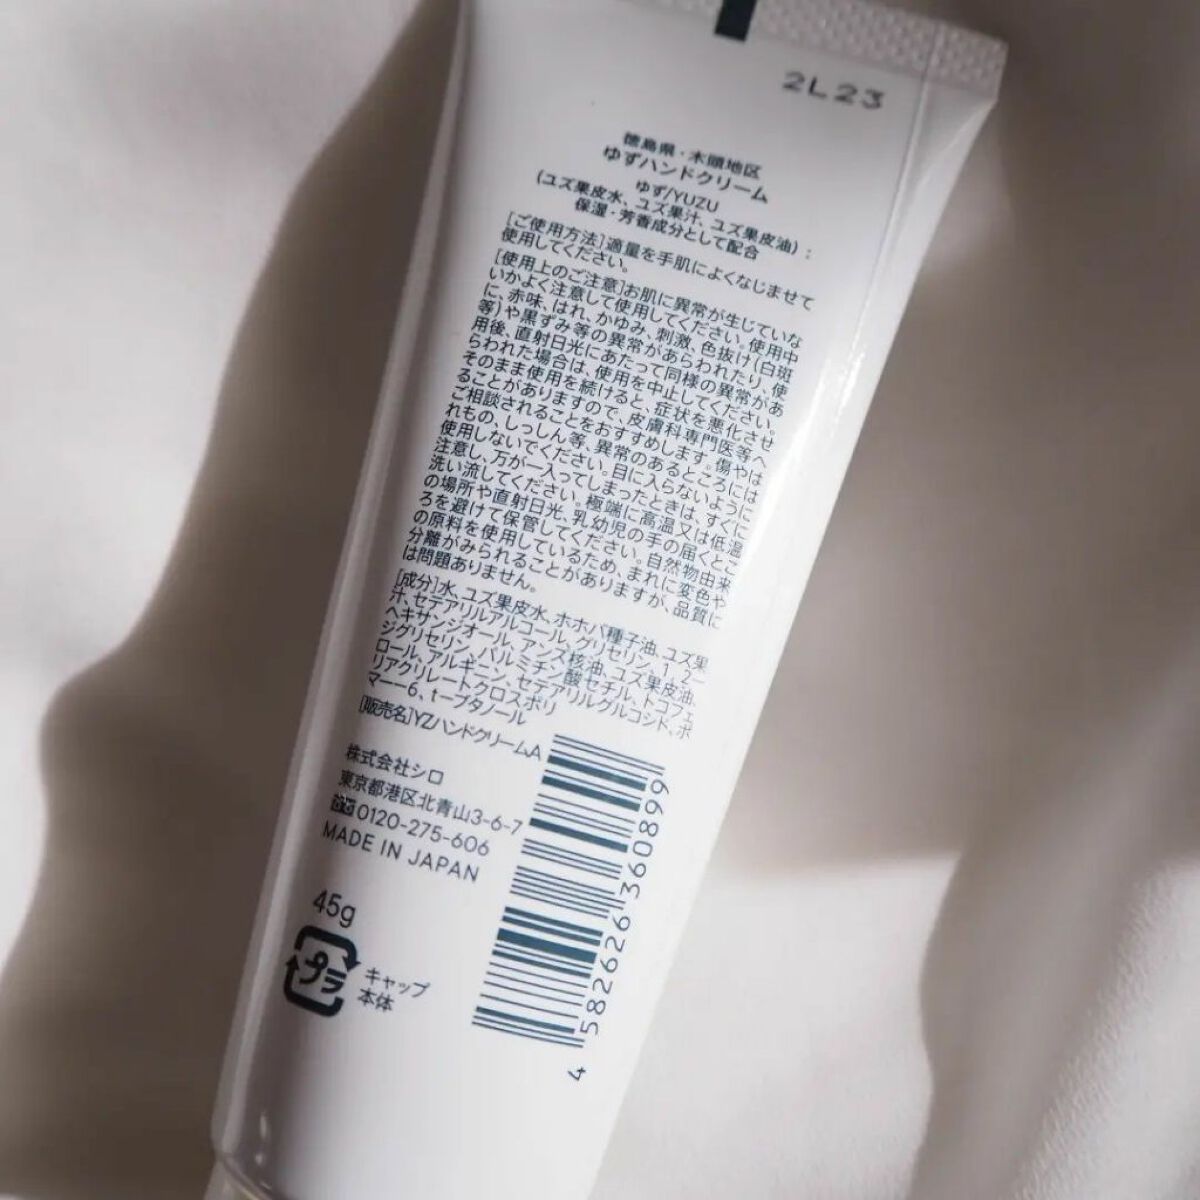 2L23
徳島県・木頭地区
ゆずハンドクリーム
ゆず/YUZU
(ユズ果皮水、ユズ果汁、ユズ果皮油):
保湿・芳香成分として配合
[ご使用方法]適量を手肌によくなじませて
使用してください。
[使用上のご注意]お肌に異常が生じていな
いかよく注意して使用してください。使用中
に、赤味、はれ、かゆみ、刺激、色抜け(白斑
等)や黒ずみ等の異常があらわれたり、使
用後、直射日光にあたって同様の異常があ
らわれた場合は、使用を中止してください。
そのまま使用を続けると、症状を悪化させ
ることがありますので、皮膚科専門医等へ
ご相談されることをおすすめします。傷やは
れもの、しっしん等、異常のあるところには
使用しないでください。目に入らないように
注意し、万が一入ってしまったときは、すぐに
洗い流してください。極端に高温又は低温
の場所や直射日光、乳幼児の手の届くとこ
ろを避けて保管してください。自然物由来
の原料を使用しているため、まれに変色や
分離がみられることがありますが、品質に
は問題ありません。
[成分]水、ユズ果皮水、ホホバ種子油、ユズ果
汁、セテアリルアルコール、グリセリン、1,2-
ヘキサンジオール、アンズ核油、ユズ果皮油、
ジグリセリン、パルミチン酸セチル、トコフェ
ロール、アルギニン、セテアリルグルコシド、ポ
リアクリレートクロスポリ
マー-6、t-ブタノール
[販売名]YZハンドクリームA
株式会社シロ
東京都港区北青山3-6-7
0120-275-606
MADE IN JAPAN
45g
プラ
キャップ
本体
4 582626 360899
ム